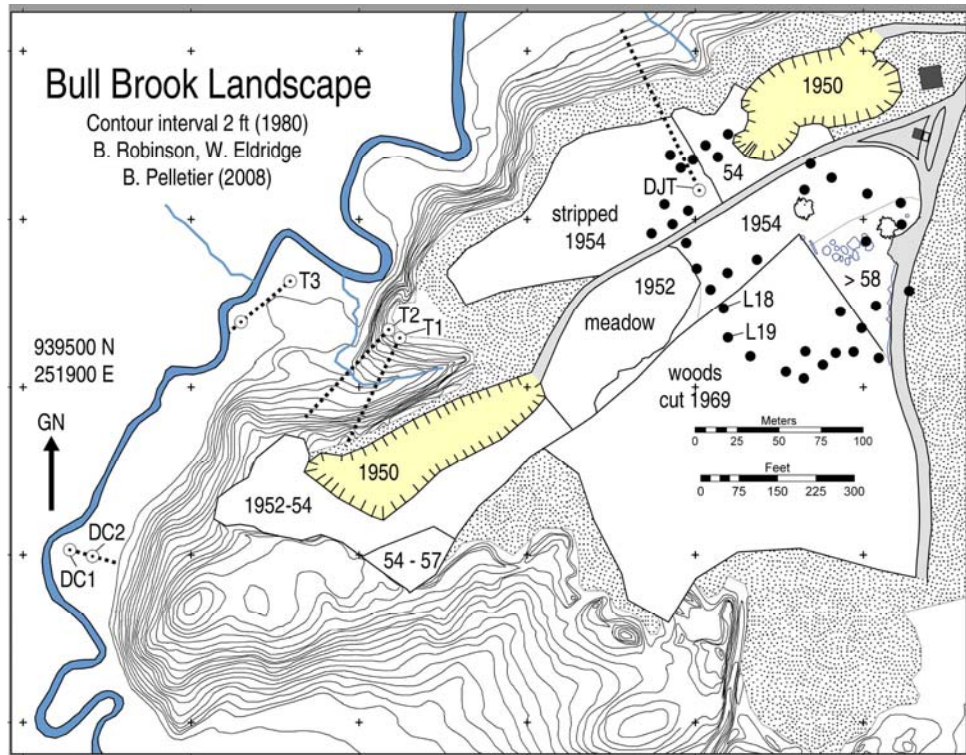 Bull Brook Landscape
Contour interval 2 ft (1980)
B. Robinson, W. Eldridge
B. Pelletier (2008)
1950
54
DJT
stripped
1954
1954
T3
1952
> 58
T2
T1
meadow
L18
L19
939500 N
251900 E
woods
cut 1969
GN
Meters
0 25 50 75 100
Feet
0 75 150 225 300
1950
1952-54
54 - 57
DC2
DC1